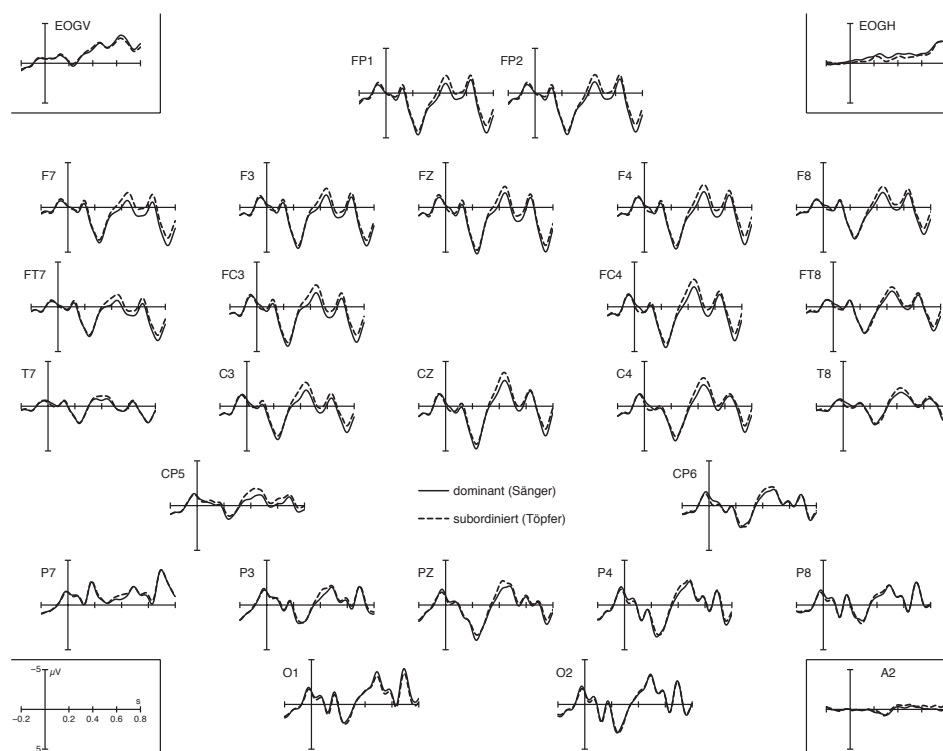 EOGV
EOGH
FP1
FP2
F7
F3
FZ
F4
F8
FT7
FC3
FC4
FT8
T7
C3
CZ
C4
T8
CP5
dominant (Sänger)
subordiniert (Töpfer)
CP6
P7
P3
PZ
P4
P8
O1
O2
A2
−5 µV
s
−0.2 0.2 0.4 0.6 0.8
5